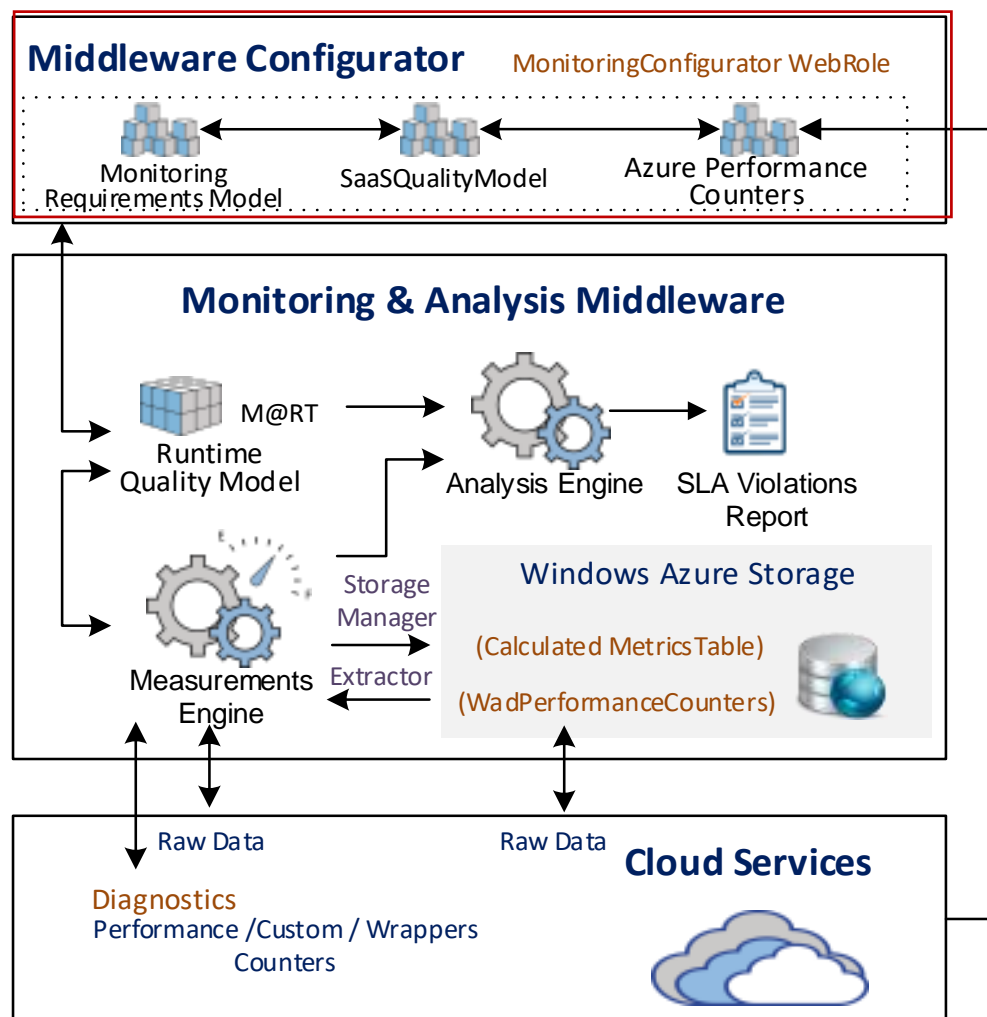 Middleware Configurator
MonitoringConfigurator WebRole
Monitoring
Requirements Model
SaaSQualityModel
Azure Performance
Counters
Monitoring & Analysis Middleware
M@RT
Runtime
Quality Model
Analysis Engine
SLA Violations
Report
Measurements
Engine
Storage
Manager
Extractor
Windows Azure Storage
(Calculated MetricsTable)
(WadPerformanceCounters)
Raw Data
Raw Data
Cloud Services
Diagnostics
Performance /Custom / Wrappers
Counters